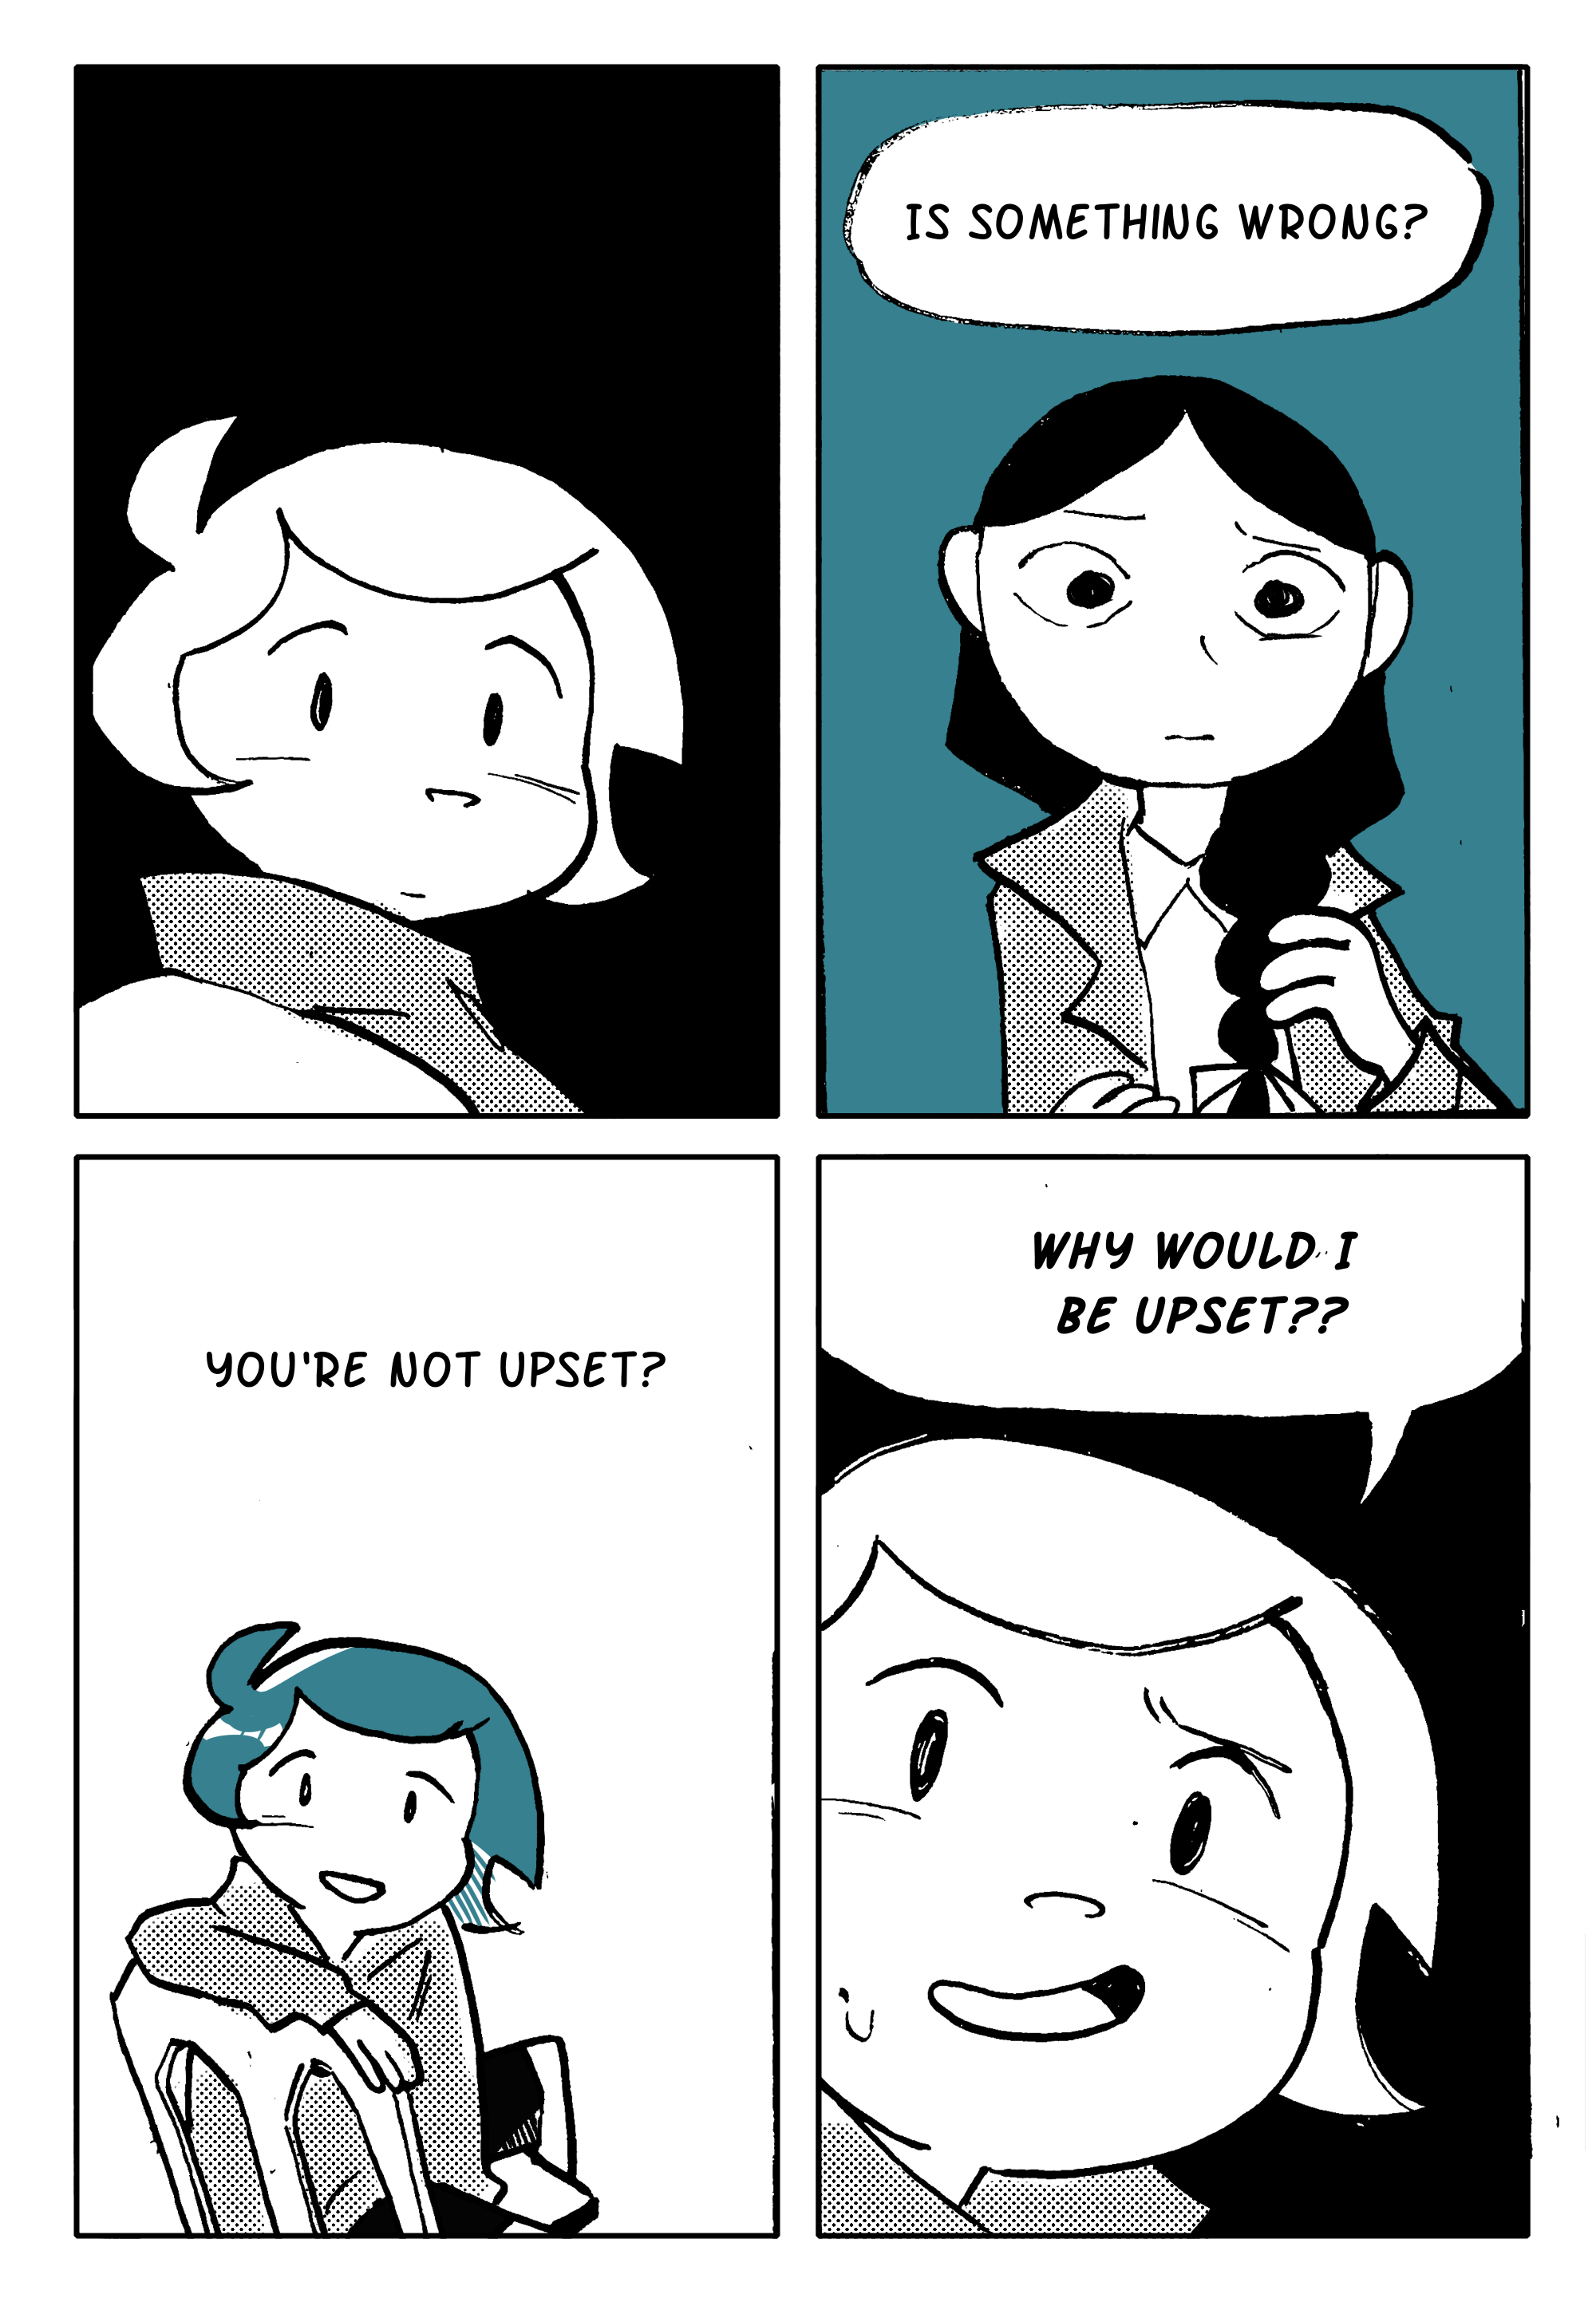 IS SOMETHING WRONG?
YOU'RE NOT UPSET?
WHY WOULD I
BE UPSET??